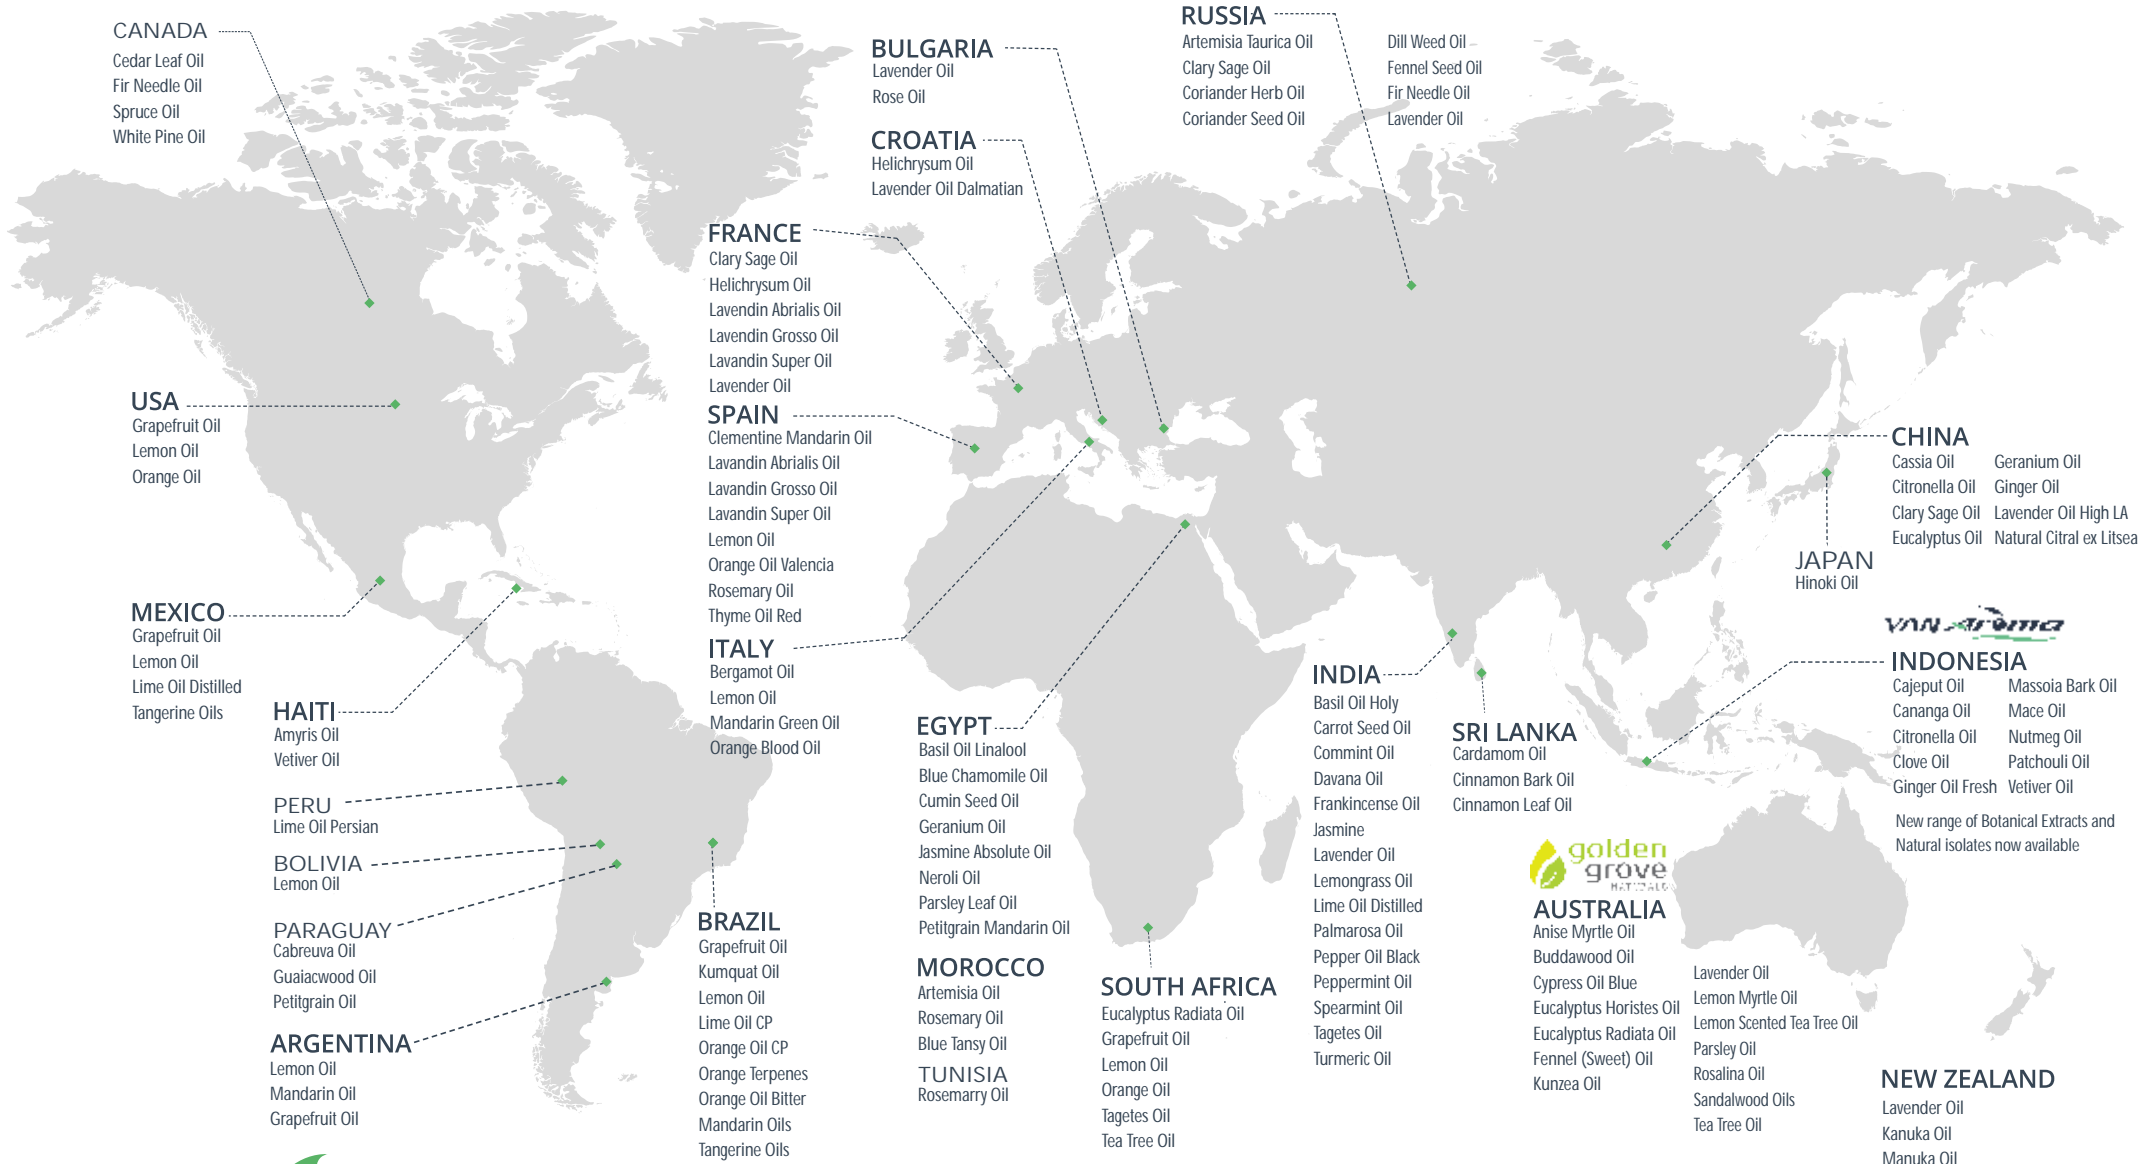 CANADA
Cedar Leaf Oil
Fir Needle Oil
Spruce Oil
White Pine Oil
USA
Grapefruit Oil
Lemon Oil
Orange Oil
MEXICO
Grapefruit Oil
Lemon Oil
Lime Oil Distilled
Tangerine Oils
HAITI
Amyris Oil
Vetiver Oil
PERU
Lime Oil Persian
BOLIVIA
Lemon Oil
PARAGUAY
Cabreuva Oil
Guaiacwood Oil
Petitgrain Oil
ARGENTINA
Lemon Oil
Mandarin Oil
Grapefruit Oil
BRAZIL
Grapefruit Oil
Kumquat Oil
Lemon Oil
Lime Oil CP
Orange Oil CP
Orange Terpenes
Orange Oil Bitter
Mandarin Oils
Tangerine Oils
BULGARIA
Lavender Oil
Rose Oil
CROATIA
Helichrysum Oil
Lavender Oil Dalmatian
FRANCE
Clary Sage Oil
Helichrysum Oil
Lavendin Abrialis Oil
Lavendin Grosso Oil
Lavandin Super Oil
Lavender Oil
SPAIN
Clementine Mandarin Oil
Lavandin Abrialis Oil
Lavandin Grosso Oil
Lavandin Super Oil
Lemon Oil
Orange Oil Valencia
Rosemary Oil
Thyme Oil Red
ITALY
Bergamot Oil
Lemon Oil
Mandarin Green Oil
Orange Blood Oil
EGYPT
Basil Oil Linalool
Blue Chamomile Oil
Cumin Seed Oil
Geranium Oil
Jasmine Absolute Oil
Neroli Oil
Parsley Leaf Oil
Petitgrain Mandarin Oil
MOROCCO
Artemisia Oil
Rosemary Oil
Blue Tansy Oil
TUNISIA
Rosemarry Oil
SOUTH AFRICA
Eucalyptus Radiata Oil
Grapefruit Oil
Lemon Oil
Orange Oil
Tagetes Oil
Tea Tree Oil
RUSSIA
Artemisia Taurica Oil
Clary Sage Oil
Coriander Herb Oil
Coriander Seed Oil
Dill Weed Oil
Fennel Seed Oil
Fir Needle Oil
Lavender Oil
INDIA
Basil Oil Holy
Carrot Seed Oil
Commint Oil
Davana Oil
Frankincense Oil
Jasmine
Lavender Oil
Lemongrass Oil
Lime Oil Distilled
Palmarosa Oil
Pepper Oil Black
Peppermint Oil
Spearmint Oil
Tagetes Oil
Turmeric Oil
SRI LANKA
Cardamom Oil
Cinnamon Bark Oil
Cinnamon Leaf Oil
CHINA
Cassia Oil
Citronella Oil
Clary Sage Oil
Eucalyptus Oil
Geranium Oil
Ginger Oil
Lavender Oil High LA
Natural Citral ex Litsea
JAPAN
Hinoki Oil
VAN Aroma
INDONESIA
Cajeput Oil
Cananga Oil
Citronella Oil
Clove Oil
Ginger Oil Fresh
Massoia Bark Oil
Mace Oil
Nutmeg Oil
Patchouli Oil
Vetiver Oil
New range of Botanical Extracts and
Natural isolates now available
golden
grove
NATURALS
AUSTRALIA
Anise Myrtle Oil
Buddawood Oil
Cypress Oil Blue
Eucalyptus Horistes Oil
Eucalyptus Radiata Oil
Fennel (Sweet) Oil
Kunzea Oil
Lavender Oil
Lemon Myrtle Oil
Lemon Scented Tea Tree Oil
Parsley Oil
Rosalina Oil
Sandalwood Oils
Tea Tree Oil
NEW ZEALAND
Lavender Oil
Kanuka Oil
Manuka Oil